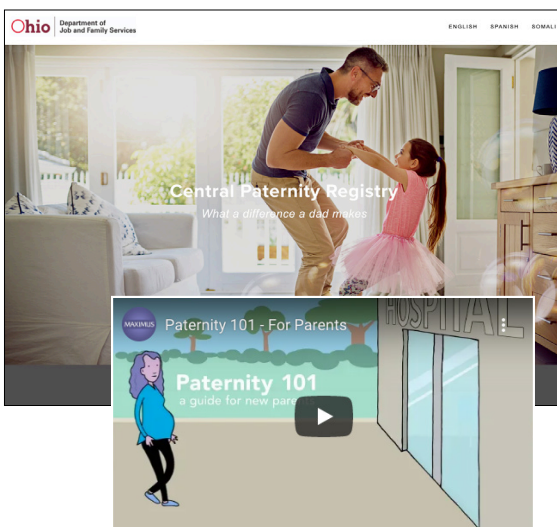 Ohio
Department of
Job and Family Services
ENGLISH SPANISH SOMALI
Central Paternity Registry
What a difference a dad makes
MAXIMUS
Paternity 101 - For Parents
HOSPITAL
Paternity 101
a guide for new parents